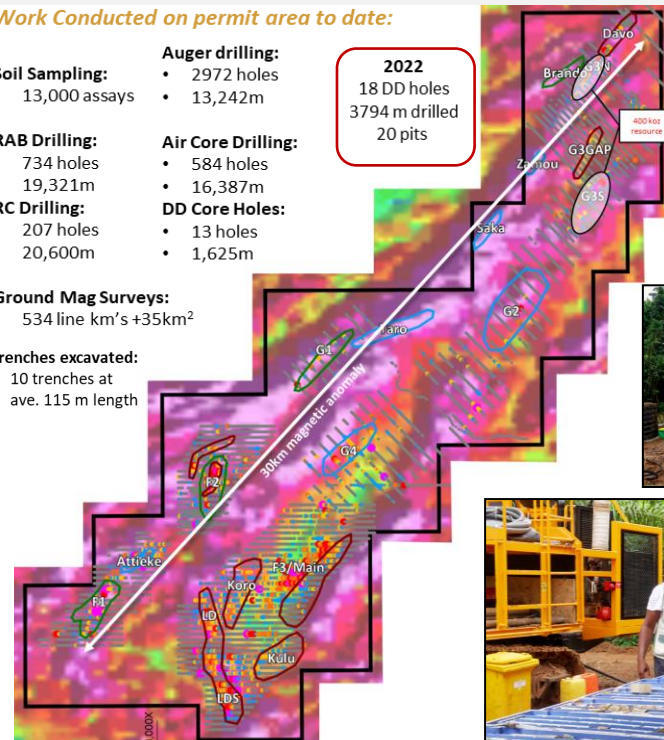 Work Conducted on permit area to date:
Soil Sampling:
13,000 assays
RAB Drilling:
734 holes
19,321m
RC Drilling:
207 holes
20,600m
Ground Mag Surveys:
534 line km's +35km²
trenches excavated:
10 trenches at
ave. 115 m length
Auger drilling:
• 2972 holes
• 13,242m
Air Core Drilling:
• 584 holes
• 16,387m
DD Core Holes:
• 13 holes
• 1,625m
2022
18 DD holes
3794 m drilled
20 pits
Davo
G3N
Brando
400 koz
resource
G3GAP
Zamou
G3S
Saka
G2
Faro
G1
30km magnetic anomaly
G4
F2
Attieke
F3/Main
Koro
F1
LD
Kulu
LDS
000X